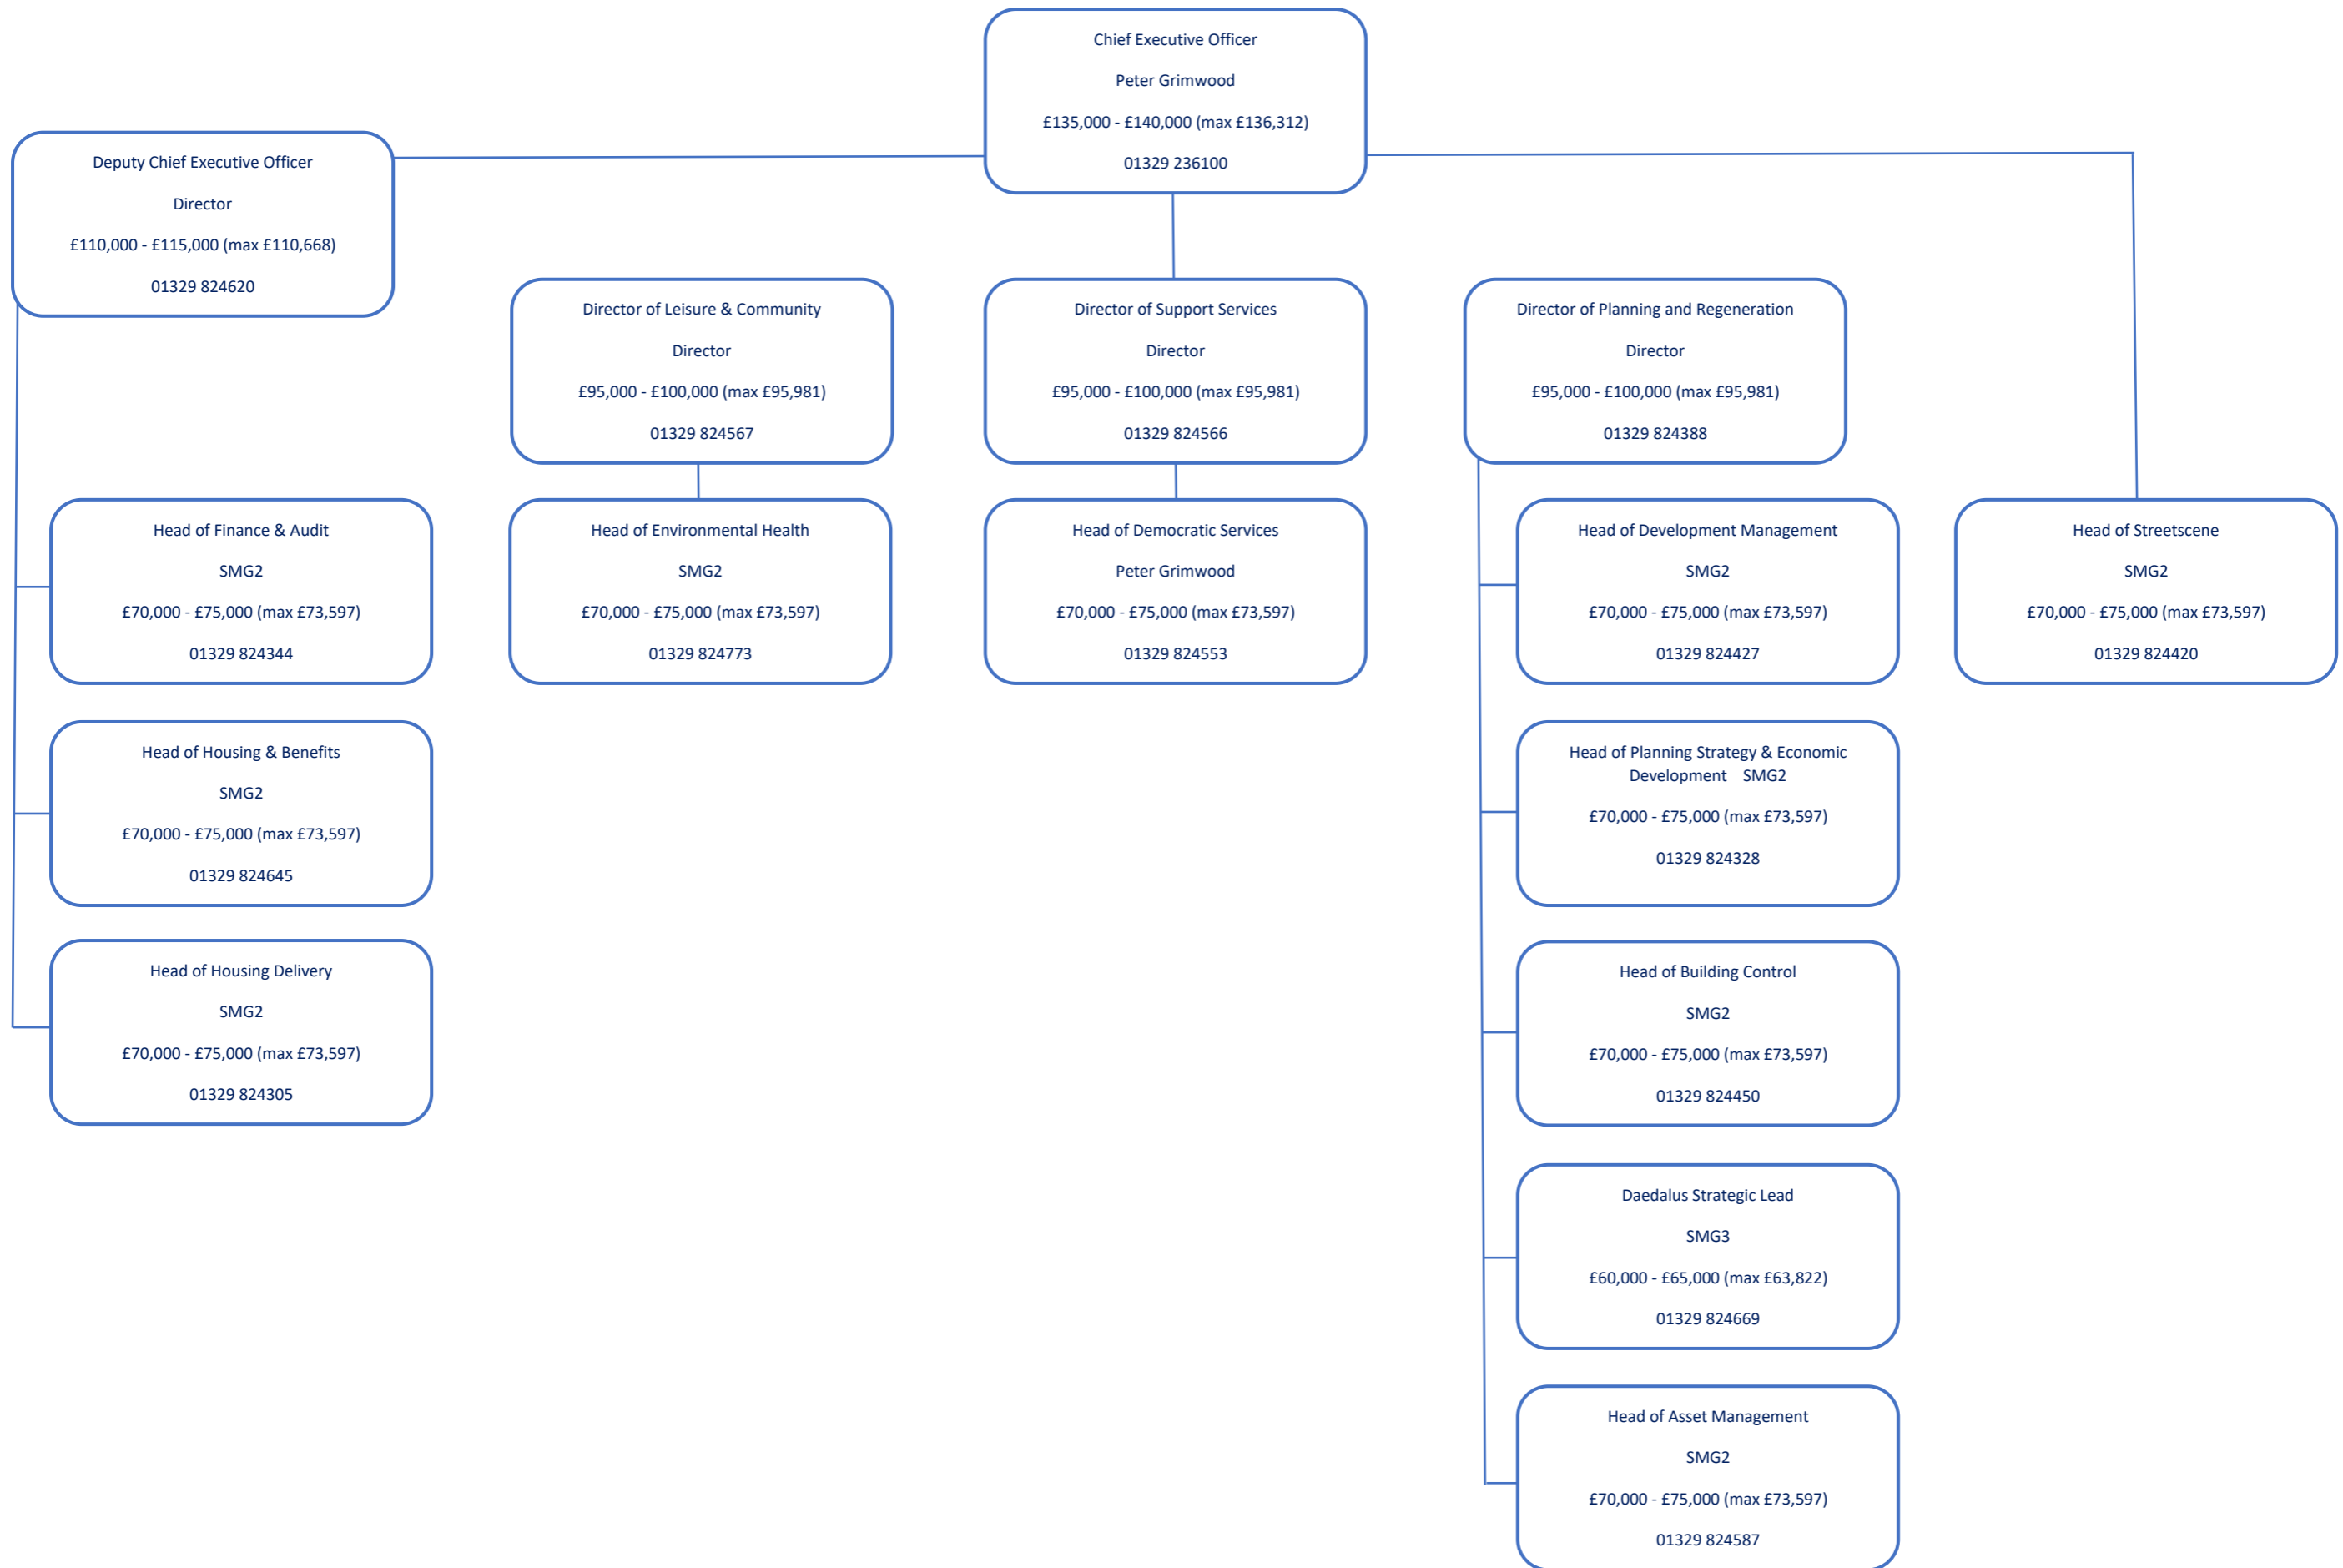 Chief Executive Officer
Peter Grimwood
£135,000 - £140,000 (max £136,312)
01329 236100
Deputy Chief Executive Officer
Director
£110,000 - £115,000 (max £110,668)
01329 824620
Director of Leisure & Community
Director
£95,000 - £100,000 (max £95,981)
01329 824567
Director of Support Services
Director
£95,000 - £100,000 (max £95,981)
01329 824566
Director of Planning and Regeneration
Director
£95,000 - £100,000 (max £95,981)
01329 824388
Head of Finance & Audit
SMG2
£70,000 - £75,000 (max £73,597)
01329 824344
Head of Environmental Health
SMG2
£70,000 - £75,000 (max £73,597)
01329 824773
Head of Democratic Services
Peter Grimwood
£70,000 - £75,000 (max £73,597)
01329 824553
Head of Development Management
SMG2
£70,000 - £75,000 (max £73,597)
01329 824427
Head of Streetscene
SMG2
£70,000 - £75,000 (max £73,597)
01329 824420
Head of Housing & Benefits
SMG2
£70,000 - £75,000 (max £73,597)
01329 824645
Head of Planning Strategy & Economic
Development SMG2
£70,000 - £75,000 (max £73,597)
01329 824328
Head of Housing Delivery
SMG2
£70,000 - £75,000 (max £73,597)
01329 824305
Head of Building Control
SMG2
£70,000 - £75,000 (max £73,597)
01329 824450
Daedalus Strategic Lead
SMG3
£60,000 - £65,000 (max £63,822)
01329 824669
Head of Asset Management
SMG2
£70,000 - £75,000 (max £73,597)
01329 824587